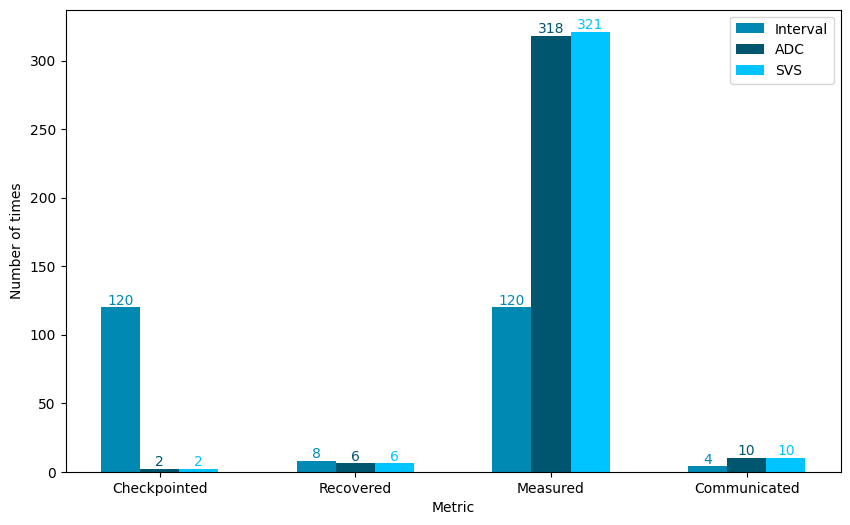 Interval
ADC
SVS
Number of times
300
250
200
150
100
50
0
120
2
2
8
6
6
120
318
321
4
10
10
Checkpointed
Recovered
Measured
Communicated
Metric